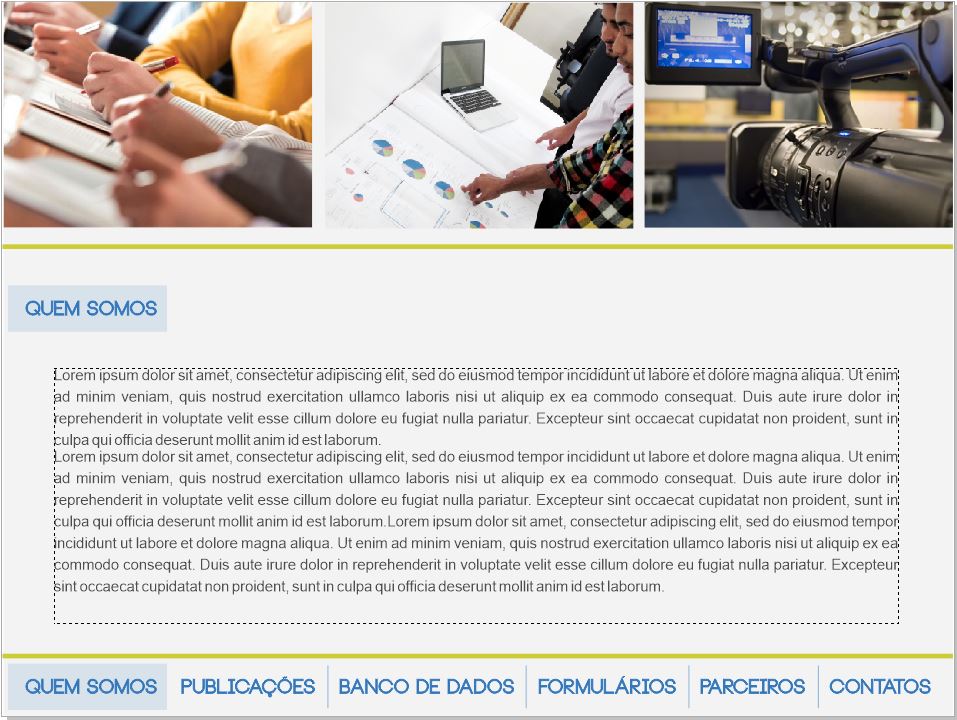 QUEM SOMOS
Lorem ipsum dolor sit amet, consectetur adipiscing elit, sed do eiusmod tempor incididunt ut labore et dolore magna aliqua. Ut enim
ad minim veniam, quis nostrud exercitation ullamco laboris nisi ut aliquip ex ea commodo consequat. Duis aute irure dolor in
reprehenderit in voluptate velit esse cillum dolore eu fugiat nulla pariatur. Excepteur sint occaecat cupidatat non proident, sunt in
culpa qui officia deserunt mollit anim id est laborum.
Lorem ipsum dolor sit amet, consectetur adipiscing elit, sed do eiusmod tempor incididunt ut labore et dolore magna aliqua. Ut enim
ad minim veniam, quis nostrud exercitation ullamco laboris nisi ut aliquip ex ea commodo consequat. Duis aute irure dolor in
reprehenderit in voluptate velit esse cillum dolore eu fugiat nulla pariatur. Excepteur sint occaecat cupidatat non proident, sunt in
culpa qui officia deserunt mollit anim id est laborum.Lorem ipsum dolor sit amet, consectetur adipiscing elit, sed do eiusmod tempor
incididunt ut labore et dolore magna aliqua. Ut enim ad minim veniam, quis nostrud exercitation ullamco laboris nisi ut aliquip ex ea
commodo consequat. Duis aute irure dolor in reprehenderit in voluptate velit esse cillum dolore eu fugiat nulla pariatur. Excepteur
sint occaecat cupidatat non proident, sunt in culpa qui officia deserunt mollit anim id est laborum.
QUEM SOMOS PUBLICAÇÕES BANCO DE DADOS FORMULÁRIOS PARCEIROS CONTATOS